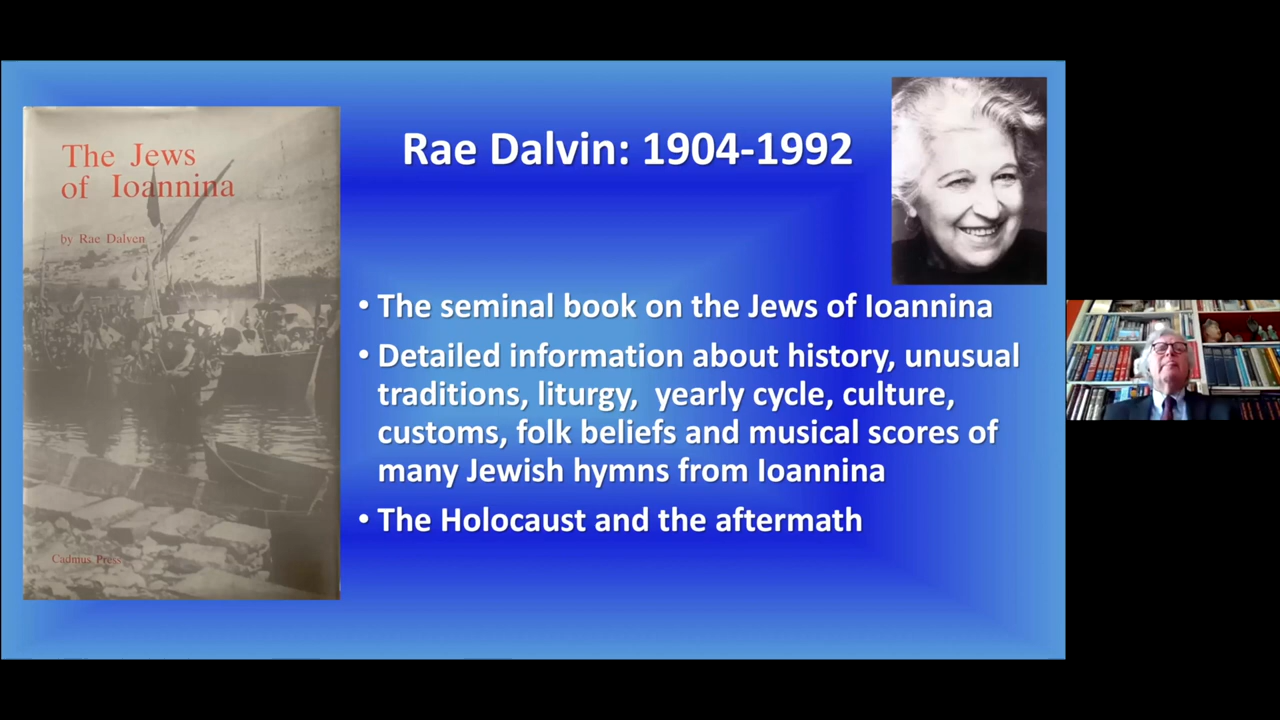 The Jews
of Ioannina
by Rae Dalven
Cadmus Press
Rae Dalvin: 1904-1992
• The seminal book on the Jews of Ioannina
• Detailed information about history, unusual
traditions, liturgy, yearly cycle, culture,
customs, folk beliefs and musical scores of
many Jewish hymns from Ioannina
• The Holocaust and the aftermath